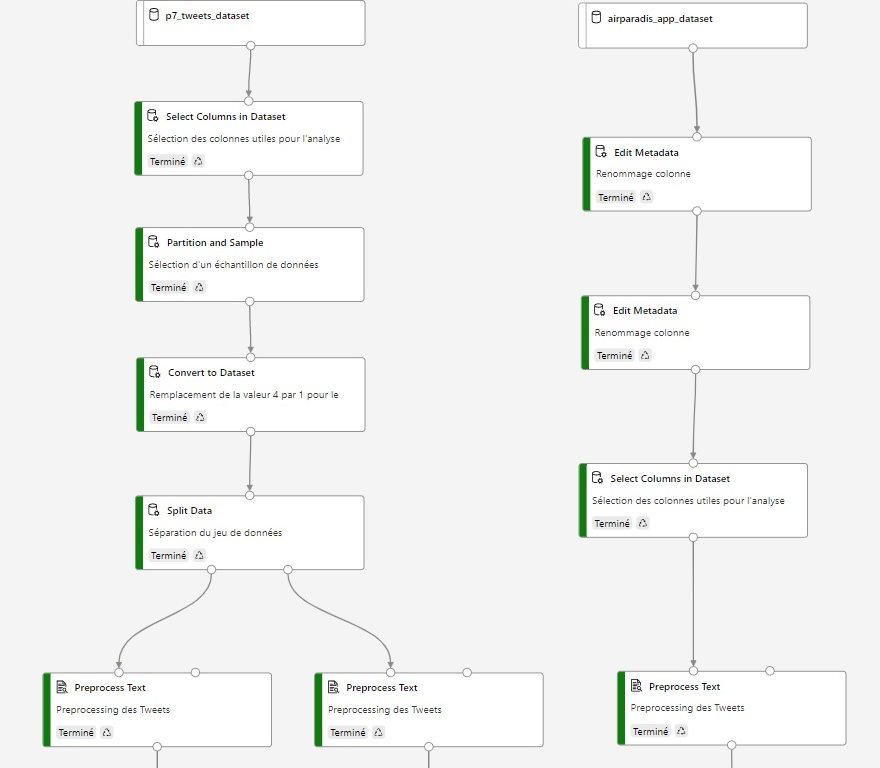 p7_tweets_dataset
Select Columns in Dataset
Sélection des colonnes utiles pour l'analyse
Terminé
Partition and Sample
Sélection d'un échantillon de données
Terminé
Convert to Dataset
Remplacement de la valeur 4 par 1 pour le
Terminé
Split Data
Séparation du jeu de données
Terminé
Preprocess Text
Preprocessing des Tweets
Terminé
Preprocess Text
Preprocessing des Tweets
Terminé
airparadis_app_dataset
Edit Metadata
Renommage colonne
Terminé
Edit Metadata
Renommage colonne
Terminé
Select Columns in Dataset
Sélection des colonnes utiles pour l'analyse
Terminé
Preprocess Text
Preprocessing des Tweets
Terminé